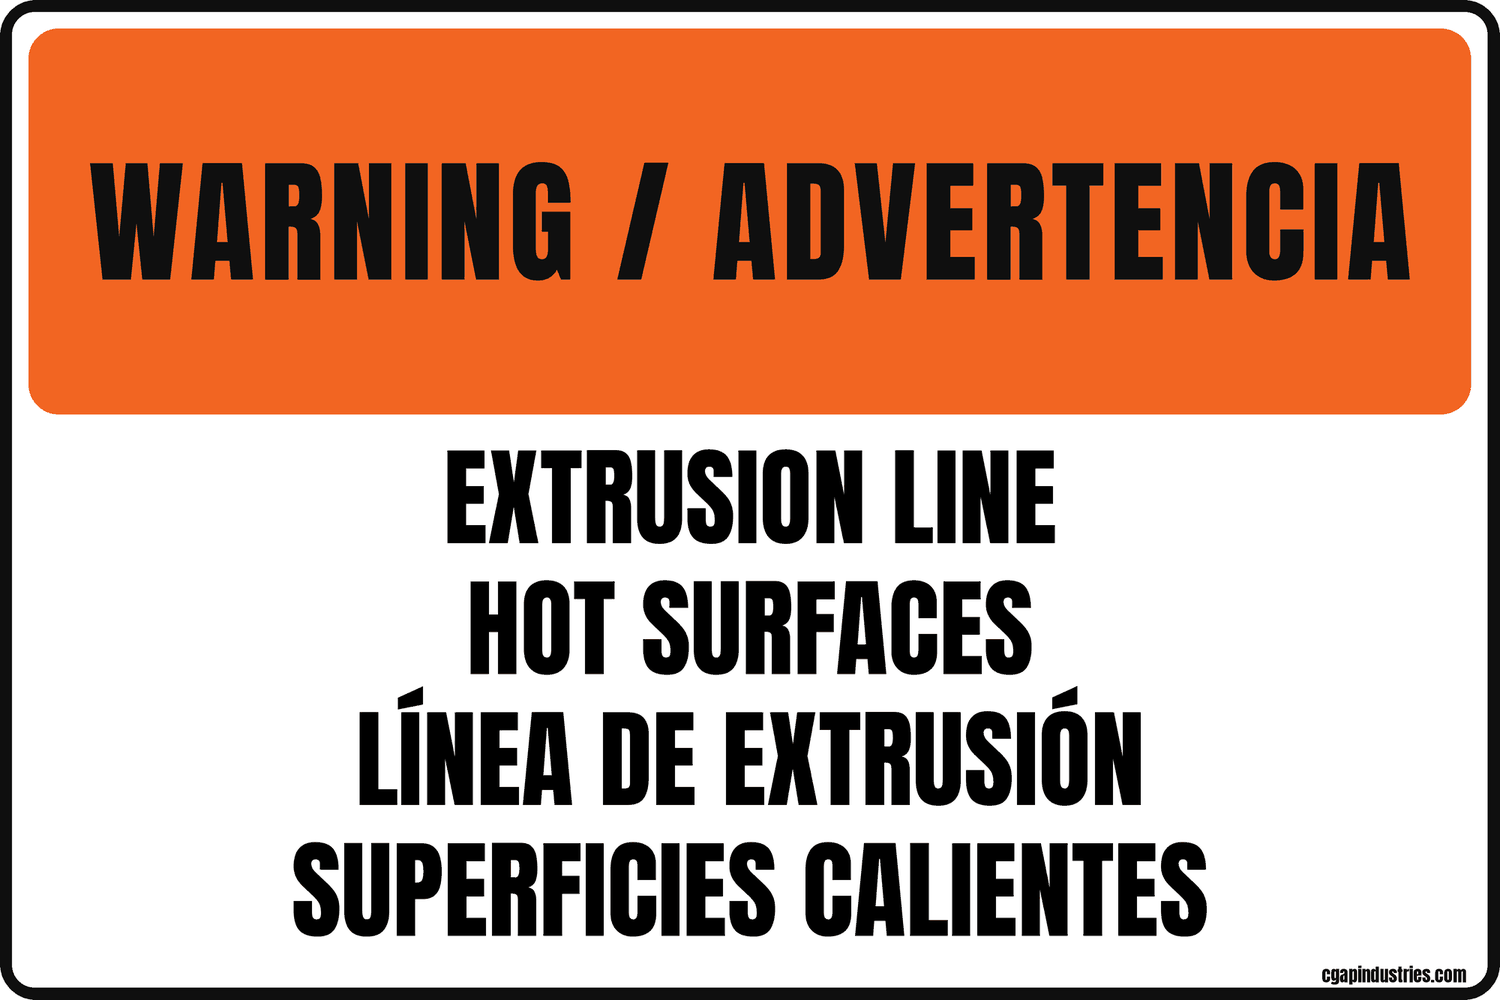 WARNING / ADVERTENCIA
EXTRUSION LINE
HOT SURFACES
LÍNEA DE EXTRUSIÓN
SUPERFICIES CALIENTES
cgapindustries.com